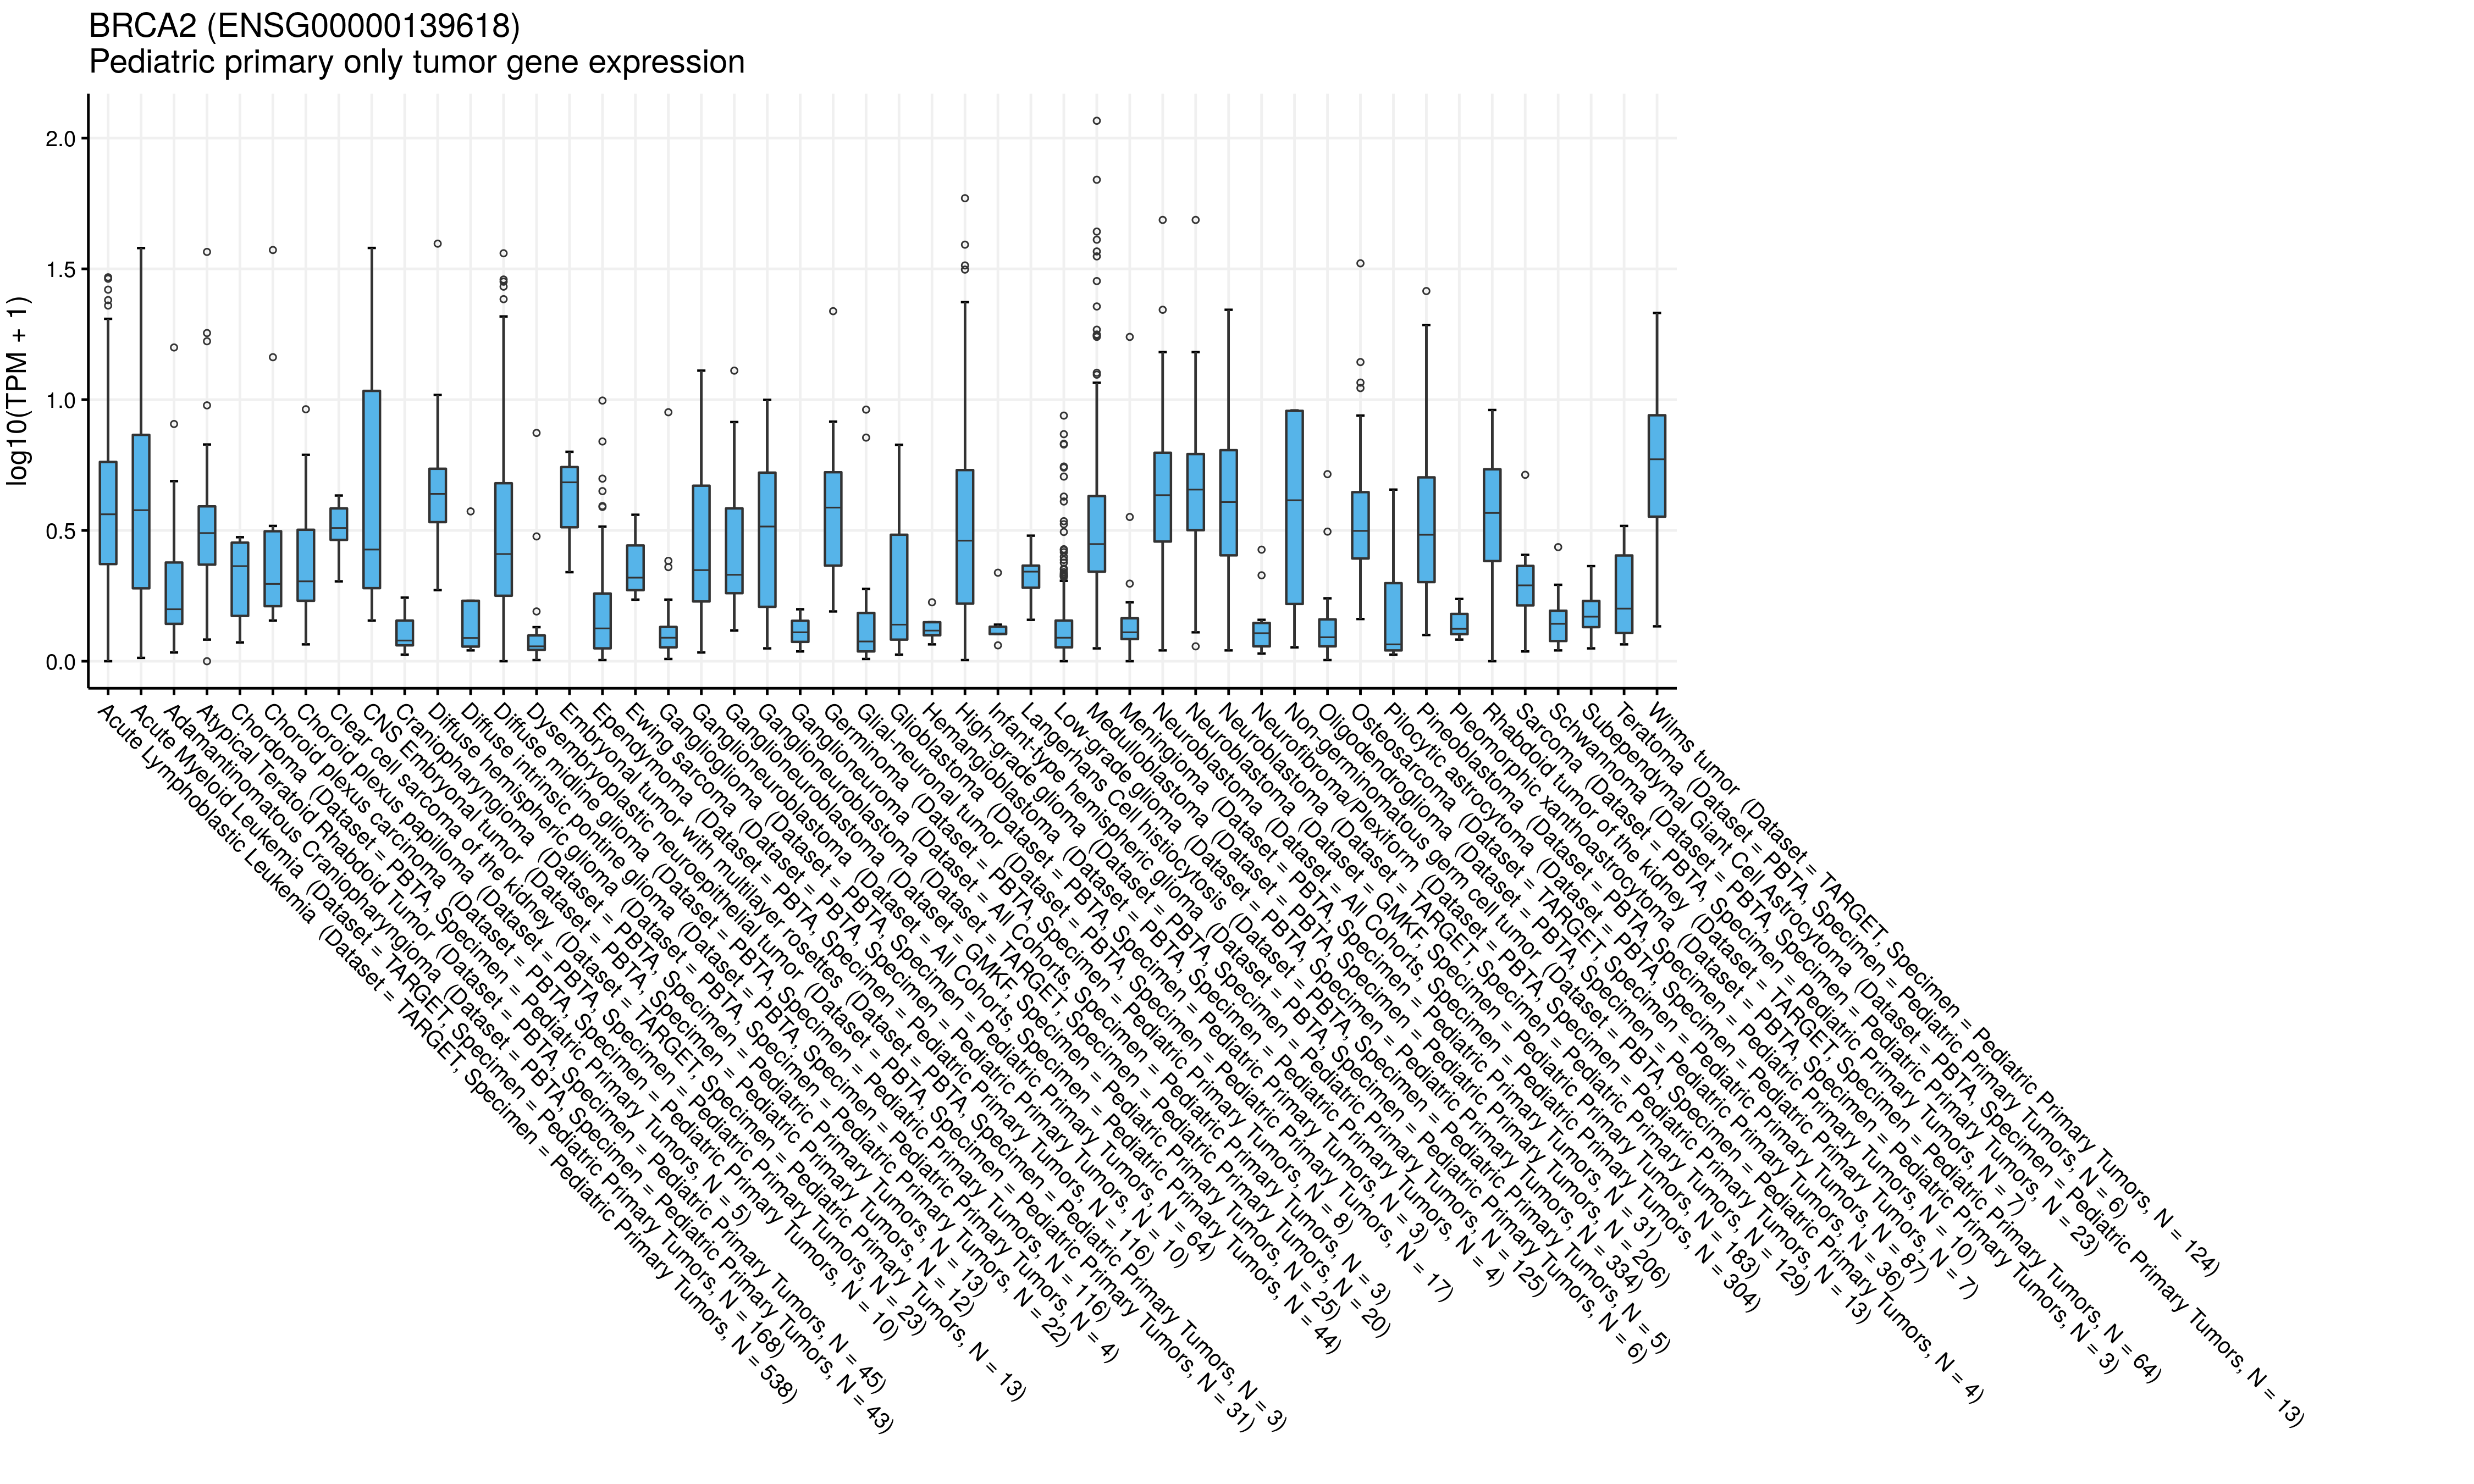 BRCA2 (ENSG00000139618)
Pediatric primary only tumor gene expression
log10(TPM + 1)
2.0
1.5
1.0
0.5
0.0
Acute Lymphoblastic Leukemia (Dataset = TARGET, Specimen = Pediatric Primary Tumors, N = 538)
Acute Myeloid Leukemia (Dataset = TARGET, Specimen = Pediatric Primary Tumors, N = 168)
Adamantinomatous Craniopharyngioma (Dataset = PBTA, Specimen = Pediatric Primary Tumors, N = 43)
Atypical Teratoid Rhabdoid Tumor (Dataset = PBTA, Specimen = Pediatric Primary Tumors, N = 45)
Chordoma (Dataset = PBTA, Specimen = Pediatric Primary Tumors, N = 5)
Choroid plexus carcinoma (Dataset = PBTA, Specimen = Pediatric Primary Tumors, N = 10)
Choroid plexus papilloma (Dataset = PBTA, Specimen = Pediatric Primary Tumors, N = 23)
Clear cell sarcoma of the kidney (Dataset = TARGET, Specimen = Pediatric Primary Tumors, N = 13)
CNS Embryonal tumor (Dataset = PBTA, Specimen = Pediatric Primary Tumors, N = 12)
Craniopharyngioma (Dataset = PBTA, Specimen = Pediatric Primary Tumors, N = 13)
Diffuse hemispheric glioma (Dataset = PBTA, Specimen = Pediatric Primary Tumors, N = 22)
Diffuse intrinsic pontine glioma (Dataset = PBTA, Specimen = Pediatric Primary Tumors, N = 4)
Diffuse midline glioma (Dataset = PBTA, Specimen = Pediatric Primary Tumors, N = 116)
Dysembryoplastic neuroepithelial tumor (Dataset = PBTA, Specimen = Pediatric Primary Tumors, N = 31)
Embryonal tumor with multilayer rosettes (Dataset = PBTA, Specimen = Pediatric Primary Tumors, N = 3)
Ependymoma (Dataset = PBTA, Specimen = Pediatric Primary Tumors, N = 116)
Ewing sarcoma (Dataset = PBTA, Specimen = Pediatric Primary Tumors, N = 10)
Ganglioglioma (Dataset = PBTA, Specimen = Pediatric Primary Tumors, N = 64)
Ganglioneuroblastoma (Dataset = All Cohorts, Specimen = Pediatric Primary Tumors, N = 44)
Ganglioneuroblastoma (Dataset = GMKF, Specimen = Pediatric Primary Tumors, N = 25)
Ganglioneuroblastoma (Dataset = TARGET, Specimen = Pediatric Primary Tumors, N = 20)
Ganglioneuroma (Dataset = All Cohorts, Specimen = Pediatric Primary Tumors, N = 3)
Germinoma (Dataset = PBTA, Specimen = Pediatric Primary Tumors, N = 8)
Glial-neuronal tumor (Dataset = PBTA, Specimen = Pediatric Primary Tumors, N = 17)
Glioblastoma (Dataset = PBTA, Specimen = Pediatric Primary Tumors, N = 3)
Hemangioblastoma (Dataset = PBTA, Specimen = Pediatric Primary Tumors, N = 4)
High-grade glioma (Dataset = PBTA, Specimen = Pediatric Primary Tumors, N = 125)
Infant-type hemispheric glioma (Dataset = PBTA, Specimen = Pediatric Primary Tumors, N = 6)
Langerhans Cell histiocytosis (Dataset = PBTA, Specimen = Pediatric Primary Tumors, N = 5)
Low-grade glioma (Dataset = PBTA, Specimen = Pediatric Primary Tumors, N = 334)
Medulloblastoma (Dataset = PBTA, Specimen = Pediatric Primary Tumors, N = 206)
Meningioma (Dataset = PBTA, Specimen = Pediatric Primary Tumors, N = 31)
Neuroblastoma (Dataset = All Cohorts, Specimen = Pediatric Primary Tumors, N = 304)
Neuroblastoma (Dataset = GMKF, Specimen = Pediatric Primary Tumors, N = 183)
Neuroblastoma (Dataset = TARGET, Specimen = Pediatric Primary Tumors, N = 129)
Neurofibroma/Plexiform (Dataset = PBTA, Specimen = Pediatric Primary Tumors, N = 13)
Non-germinomatous germ cell tumor (Dataset = PBTA, Specimen = Pediatric Primary Tumors, N = 4)
Oligodendroglioma (Dataset = PBTA, Specimen = Pediatric Primary Tumors, N = 36)
Osteosarcoma (Dataset = TARGET, Specimen = Pediatric Primary Tumors, N = 87)
Pilocytic astrocytoma (Dataset = PBTA, Specimen = Pediatric Primary Tumors, N = 7)
Pineoblastoma (Dataset = PBTA, Specimen = Pediatric Primary Tumors, N = 10)
Pleomorphic xanthoastrocytoma (Dataset = PBTA, Specimen = Pediatric Primary Tumors, N = 3)
Rhabdoid tumor of the kidney (Dataset = TARGET, Specimen = Pediatric Primary Tumors, N = 64)
Sarcoma (Dataset = PBTA, Specimen = Pediatric Primary Tumors, N = 7)
Schwannoma (Dataset = PBTA, Specimen = Pediatric Primary Tumors, N = 23)
Subependymal Giant Cell Astrocytoma (Dataset = PBTA, Specimen = Pediatric Primary Tumors, N = 13)
Teratoma (Dataset = PBTA, Specimen = Pediatric Primary Tumors, N = 6)
Wilms tumor (Dataset = TARGET, Specimen = Pediatric Primary Tumors, N = 124)